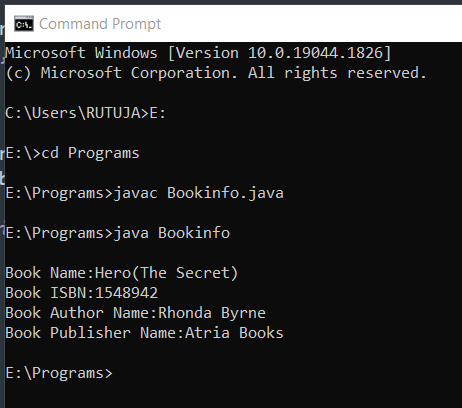 Command Prompt
Microsoft Windows [Version 10.0.19044.1826]
(c) Microsoft Corporation. All rights reserved.
C:\Users\RUTUJA>E:
E:\>cd Programs
E:\Programs>javac Bookinfo.java
E:\Programs>java Bookinfo
Book Name:Hero(The Secret)
Book ISBN:1548942
Book Author Name:Rhonda Byrne
Book Publisher Name:Atria Books
E:\Programs>